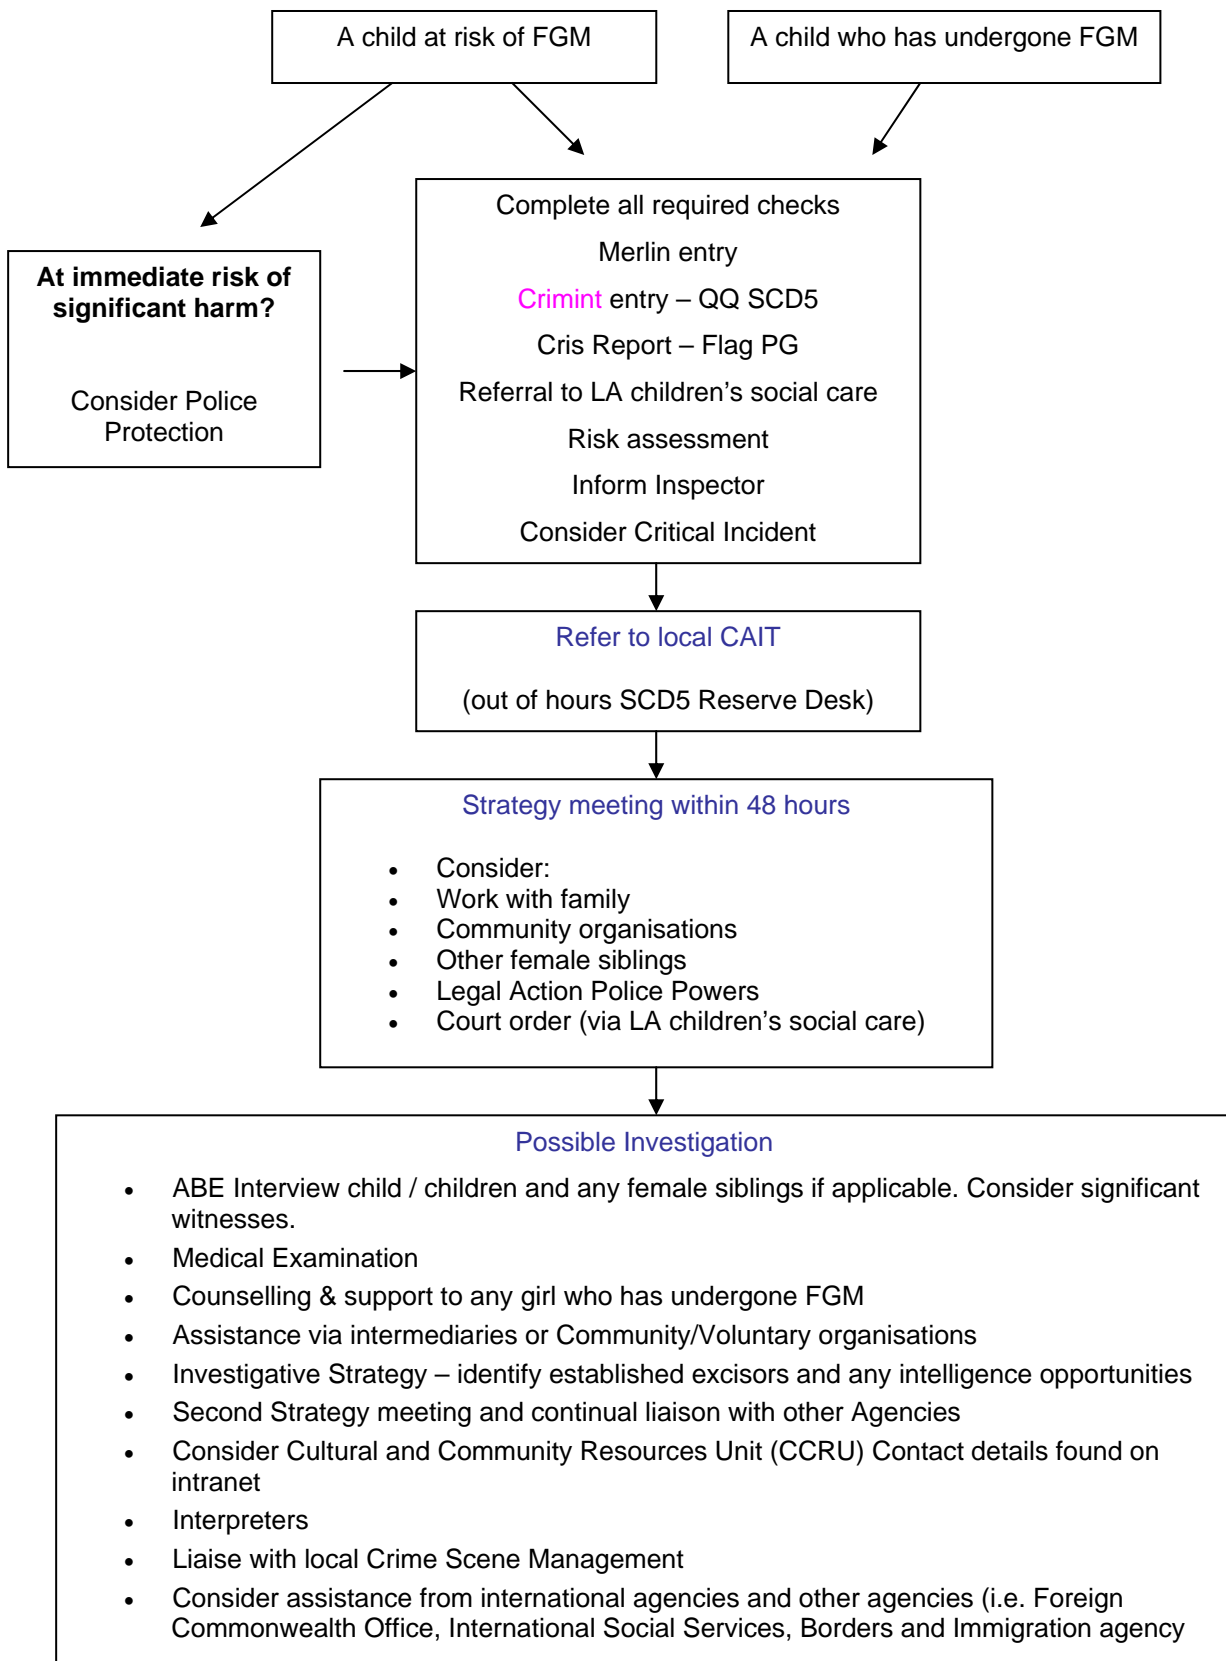 A child at risk of FGM
A child who has undergone FGM
At immediate risk of
significant harm?
Consider Police
Protection
Complete all required checks
Merlin entry
Crimint entry – QQ SCD5
Cris Report – Flag PG
Referral to LA children's social care
Risk assessment
Inform Inspector
Consider Critical Incident
Refer to local CAIT
(out of hours SCD5 Reserve Desk)
Strategy meeting within 48 hours
• Consider:
• Work with family
• Community organisations
• Other female siblings
• Legal Action Police Powers
• Court order (via LA children's social care)
Possible Investigation
• ABE Interview child / children and any female siblings if applicable. Consider significant
witnesses.
• Medical Examination
• Counselling & support to any girl who has undergone FGM
• Assistance via intermediaries or Community/Voluntary organisations
• Investigative Strategy – identify established excisors and any intelligence opportunities
• Second Strategy meeting and continual liaison with other Agencies
• Consider Cultural and Community Resources Unit (CCRU) Contact details found on
intranet
• Interpreters
• Liaise with local Crime Scene Management
• Consider assistance from international agencies and other agencies (i.e. Foreign
Commonwealth Office, International Social Services, Borders and Immigration agency